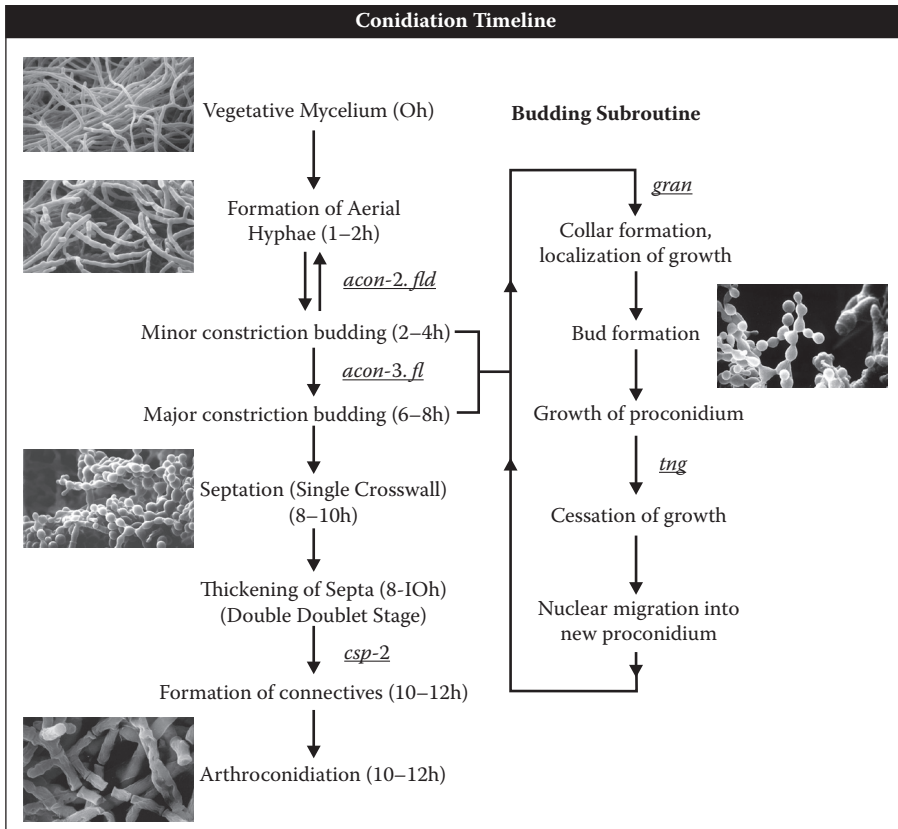 Conidiation Timeline
Vegetative Mycelium (Oh)
Formation of Aerial
Hyphae (1–2h)
acon-2. fld
Minor constriction budding (2–4h)
acon-3. fl
Major constriction budding (6–8h)
Septation (Single Crosswall)
(8–10h)
Thickening of Septa (8-IOh)
(Double Doublet Stage)
csp-2
Formation of connectives (10–12h)
Arthroconidiation (10–12h)
Budding Subroutine
gran
Collar formation,
localization of growth
Bud formation
Growth of proconidium
tng
Cessation of growth
Nuclear migration into
new proconidium